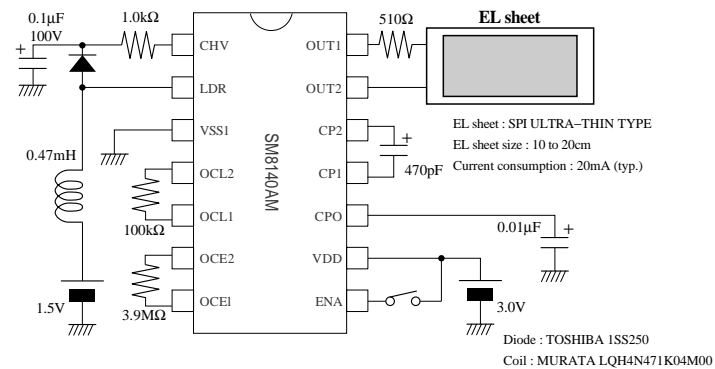 0.1μF
100V
+
1.0kΩ
CHV
LDR
VSS1
OCL2
OCL1
OCE2
OCEl
SM8140AM
OUT1
OUT2
CP2
CP1
CPO
VDD
ENA
0.47mH
100kΩ
1.5V
3.9MΩ
510Ω
EL sheet
EL sheet : SPI ULTRA−THIN TYPE
EL sheet size : 10 to 20cm
Current consumption : 20mA (typ.)
+
470pF
0.01μF
+
3.0V
Diode : TOSHIBA 1SS250
Coil : MURATA LQH4N471K04M00